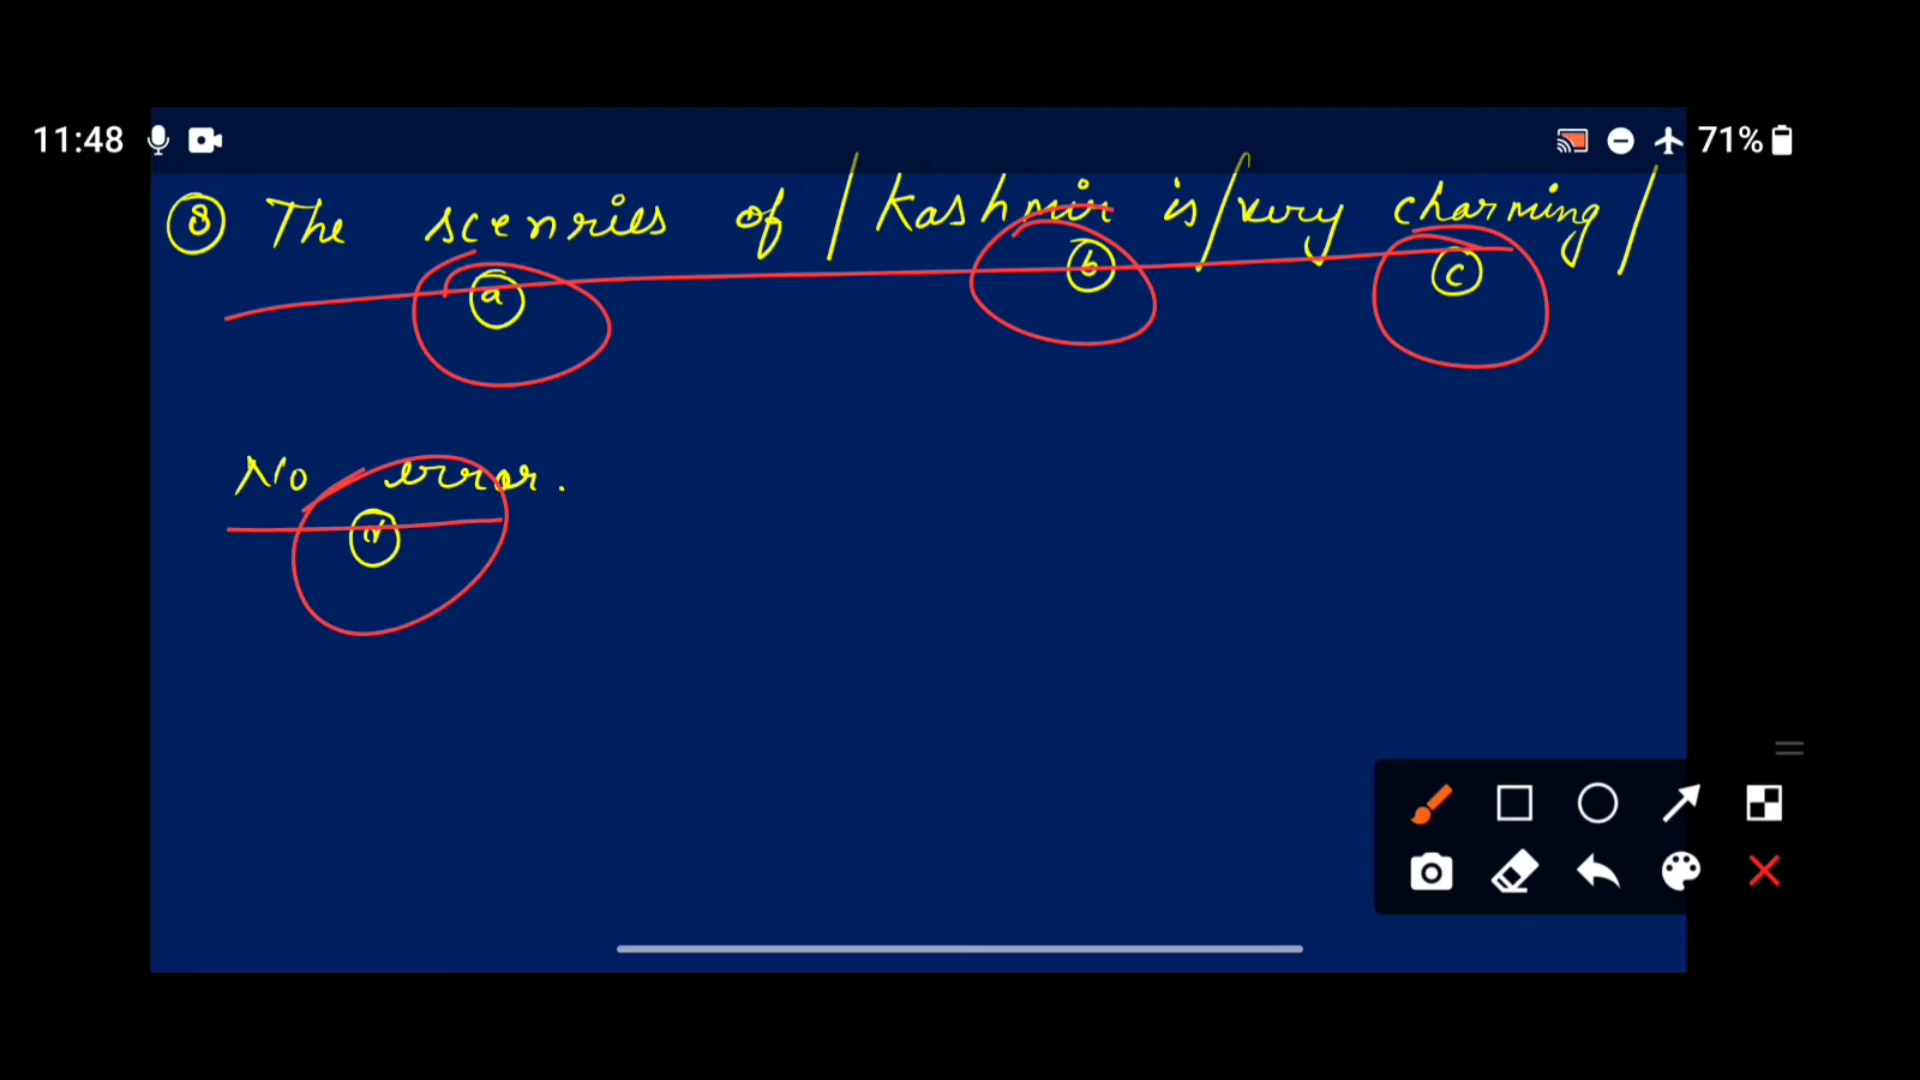 11:48 71%
⑧ The scenries of / Kashmir is / very charming /
ⓐ ⓑ ⓒ
No error.
ⓓ